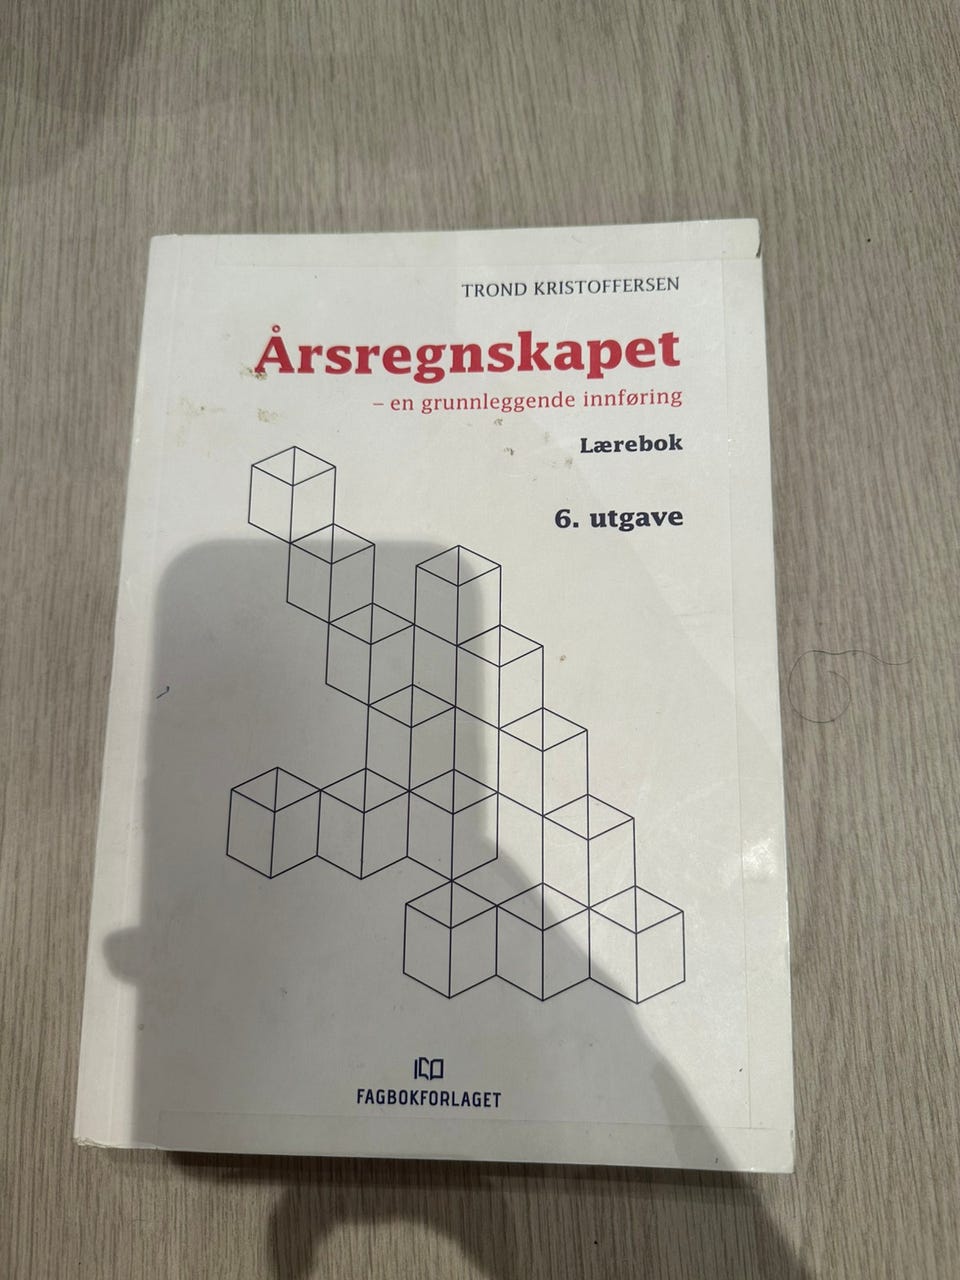 TROND KRISTOFFERSEN
Årsregnskapet
– en grunnleggende innføring
Lærebok
6. utgave
FAGBOKFORLAGET